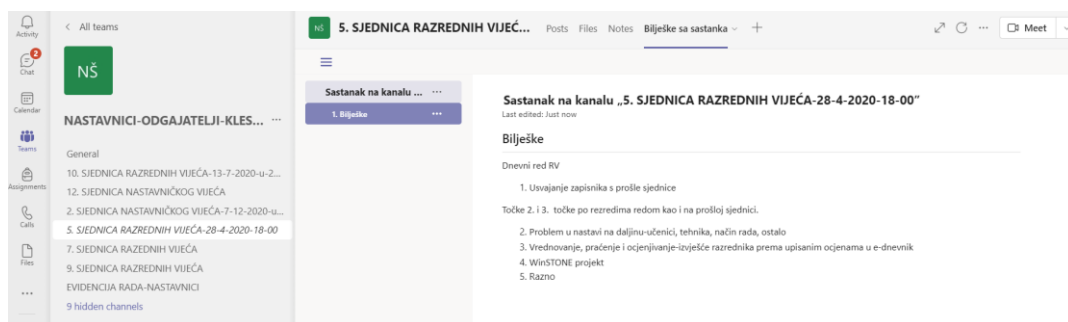 Activity
2
Chat
Calendar
Teams
Assignments
Calls
Files
...
< All teams
NŠ
NASTAVNICI-ODGAJATELJI-KLES... ...
General
10. SJEDNICA RAZREDNIH VIJEĆA-13-7-2020-u-2...
12. SJEDNICA NASTAVNIČKOG VIJEĆA
2. SJEDNICA NASTAVNIČKOG VIJEĆA-7-12-2020-u...
5. SJEDNICA RAZREDNIH VIJEĆA-28-4-2020-18-00
7. SJEDNICA RAZEDNIH VIJEĆA
9. SJEDNICA RAZREDNIH VIJEĆA
EVIDENCIJA RADA-NASTAVNICI
9 hidden channels
NŠ 5. SJEDNICA RAZREDNIH VIJEĆ... Posts Files Notes Bilješke sa sastanka + ... Meet
Sastanak na kanalu ... ...
1. Bilješke ...
Sastanak na kanalu „5. SJEDNICA RAZREDNIH VIJEĆA-28-4-2020-18-00”
Last edited: Just now
Bilješke
Dnevni red RV
1. Usvajanje zapisnika s prošle sjednice
Točke 2. i 3. točke po rezredima redom kao i na prošloj sjednici.
2. Problem u nastavi na daljinu-učenici, tehnika, način rada, ostalo
3. Vrednovanje, praćenje i ocjenjivanje-izvješće razrednika prema upisanim ocjenama u e-dnevnik
4. WinSTONE projekt
5. Razno